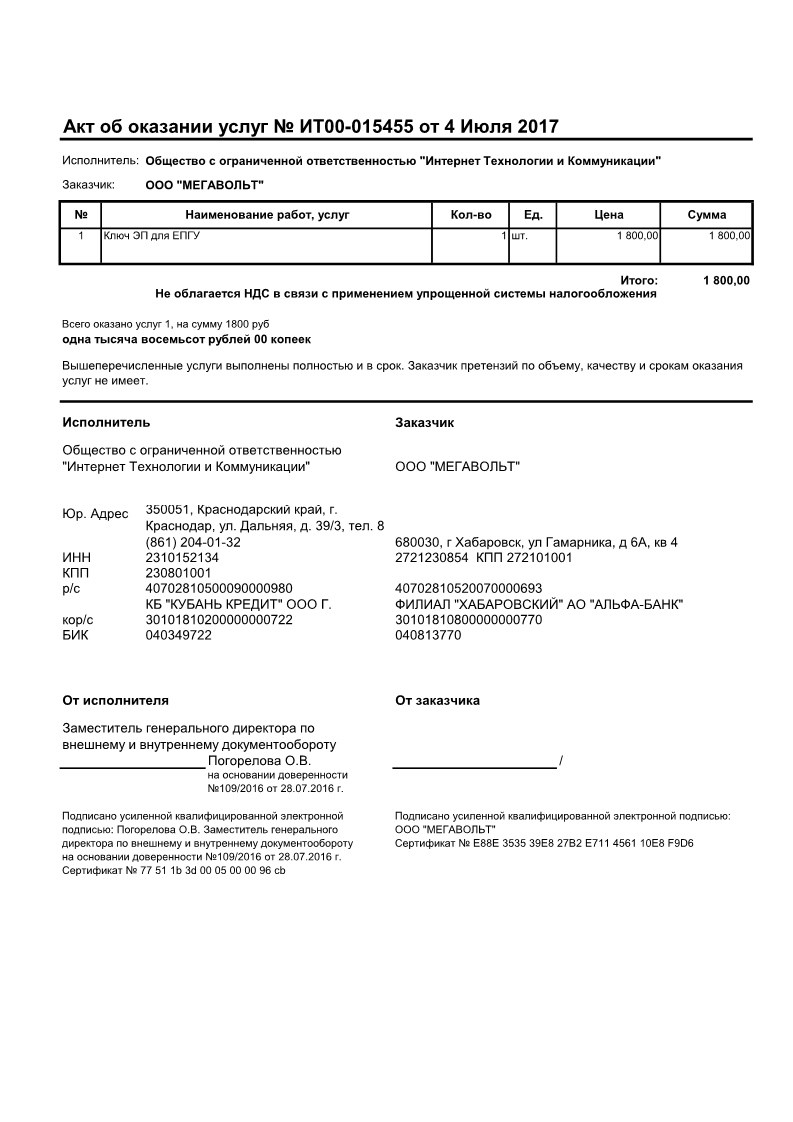 Акт об оказании услуг № ИТ00-015455 от 4 Июля 2017
Исполнитель: Общество с ограниченной ответственностью "Интернет Технологии и Коммуникации"
Заказчик: ООО "МЕГАВОЛЬТ"
№ Наименование работ, услуг Кол-во Ед. Цена Сумма
1 Ключ ЭП для ЕПГУ 1 шт. 1 800,00 1 800,00
Итого: 1 800,00
Не облагается НДС в связи с применением упрощенной системы налогообложения
Всего оказано услуг 1, на сумму 1800 руб
одна тысяча восемьсот рублей 00 копеек
Вышеперечисленные услуги выполнены полностью и в срок. Заказчик претензий по объему, качеству и срокам оказания
услуг не имеет.
Исполнитель Заказчик
Общество с ограниченной ответственностью
"Интернет Технологии и Коммуникации" ООО "МЕГАВОЛЬТ"
Юр. Адрес 350051, Краснодарский край, г.
Краснодар, ул. Дальняя, д. 39/3, тел. 8
(861) 204-01-32 680030, г Хабаровск, ул Гамарника, д 6А, кв 4
ИНН 2310152134 2721230854 КПП 272101001
КПП 230801001
р/с 40702810500090000980 40702810520070000693
КБ "КУБАНЬ КРЕДИТ" ООО Г. ФИЛИАЛ "ХАБАРОВСКИЙ" АО "АЛЬФА-БАНК"
кор/с 30101810200000000722 30101810800000000770
БИК 040349722 040813770
От исполнителя От заказчика
Заместитель генерального директора по
внешнему и внутреннему документообороту
Погорелова О.В. /
на основании доверенности
№109/2016 от 28.07.2016 г.
Подписано усиленной квалифицированной электронной
подписью: Погорелова О.В. Заместитель генерального
директора по внешнему и внутреннему документообороту
на основании доверенности №109/2016 от 28.07.2016 г.
Сертификат № 77 51 1b 3d 00 05 00 00 96 cb
Подписано усиленной квалифицированной электронной подписью:
ООО "МЕГАВОЛЬТ"
Сертификат № E88E 3535 39E8 27B2 E711 4561 10E8 F9D6